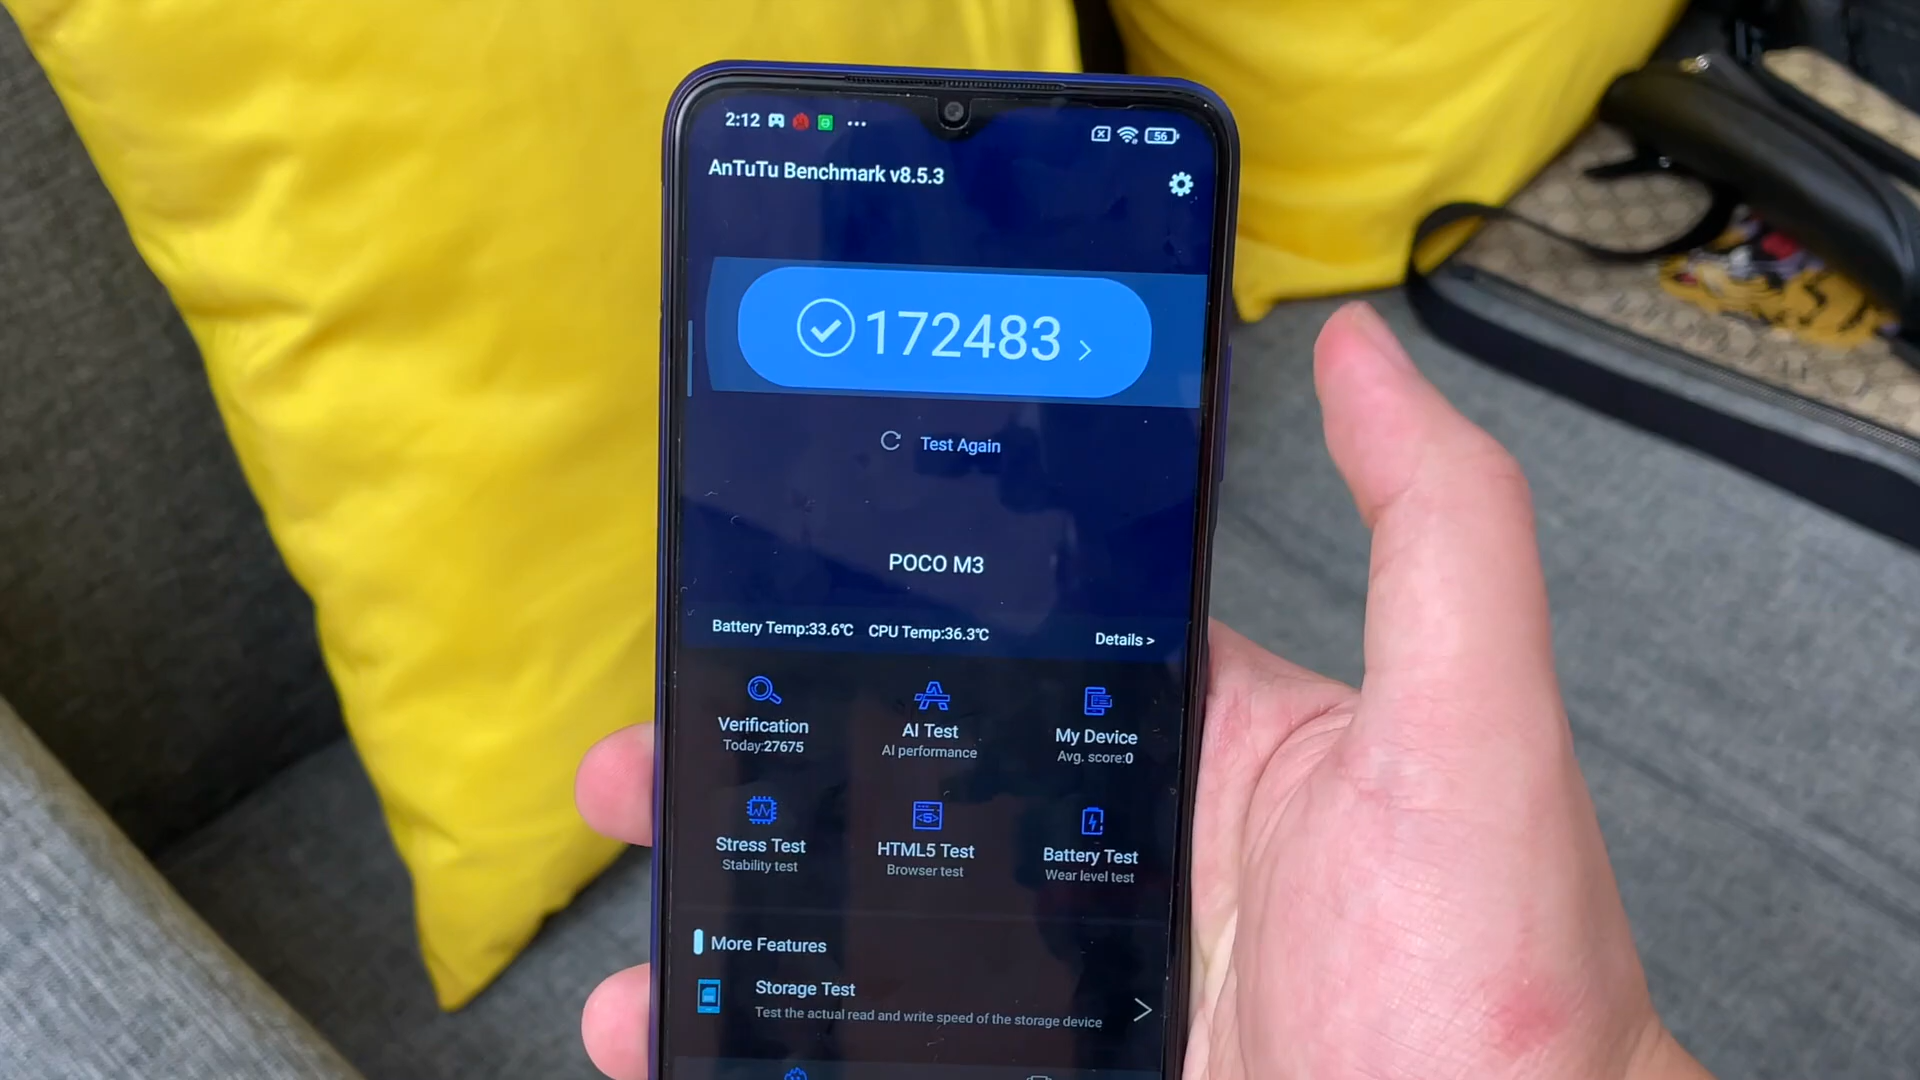 2:12
56
AnTuTu Benchmark v8.5.3
172483
Test Again
POCO M3
Battery Temp:33.6℃ CPU Temp:36.3℃ Details >
Verification
Today:27675
AI Test
AI performance
My Device
Avg. score:0
Stress Test
Stability test
HTML5 Test
Browser test
Battery Test
Wear level test
More Features
Storage Test
Test the actual read and write speed of the storage device